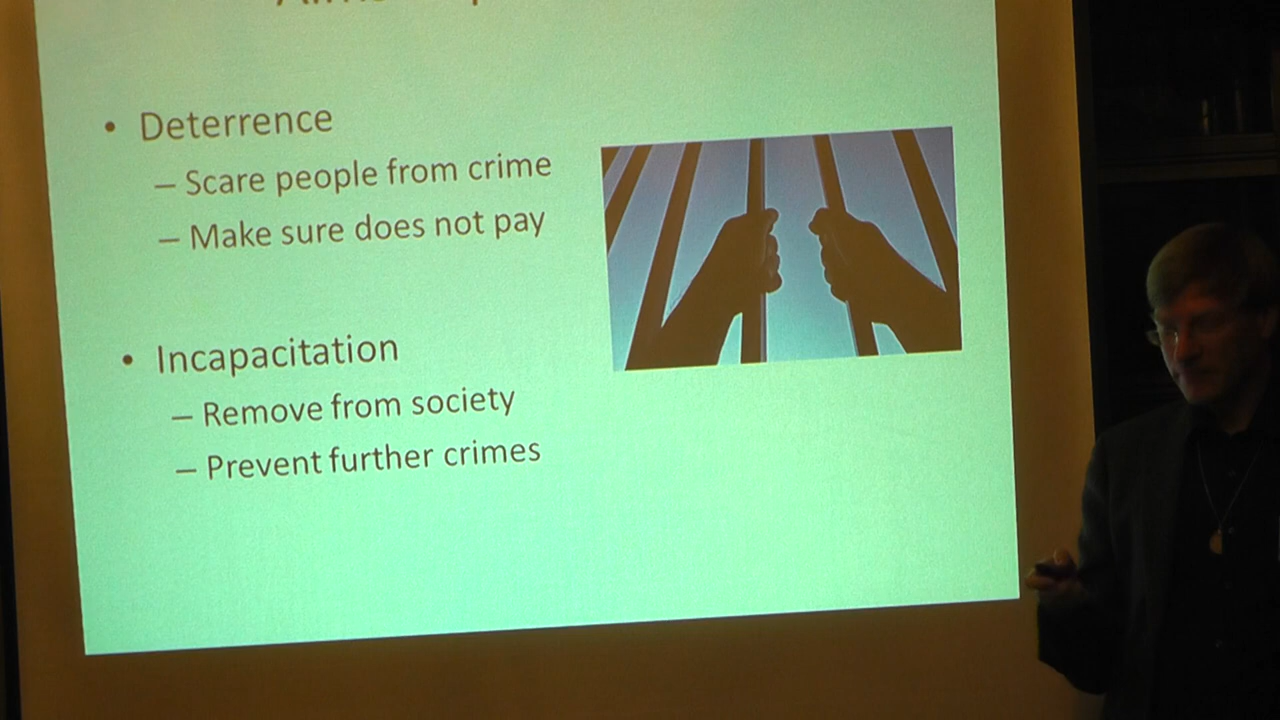 • Deterrence
– Scare people from crime
– Make sure does not pay
• Incapacitation
– Remove from society
– Prevent further crimes